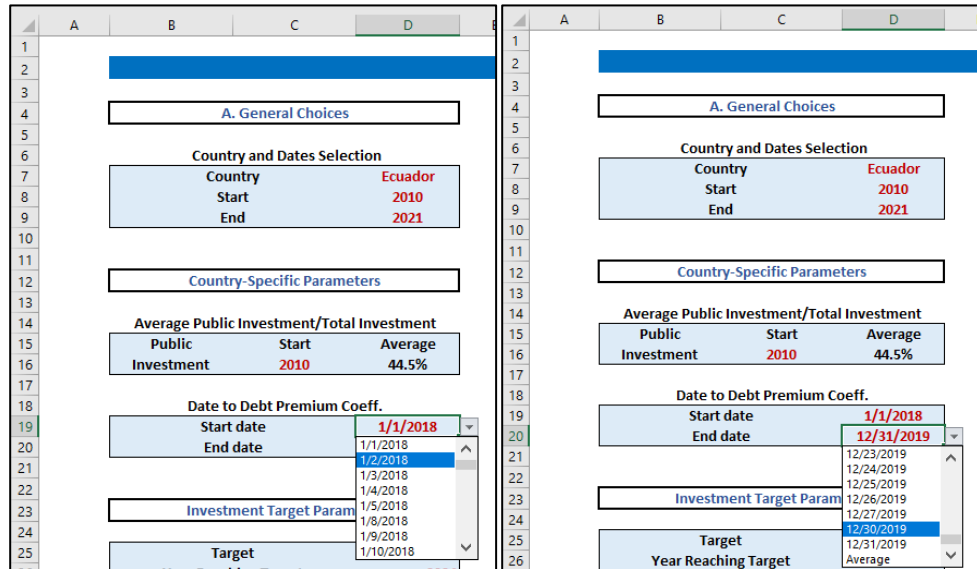 A B C D
1
2
3
4 A. General Choices
5
6 Country and Dates Selection
7 Country Ecuador
8 Start 2010
9 End 2021
10
11
12 Country-Specific Parameters
13
14 Average Public Investment/Total Investment
15 Public Start Average
16 Investment 2010 44.5%
17
18 Date to Debt Premium Coeff.
19 Start date 1/1/2018
20 End date
1/1/2018
1/2/2018
1/3/2018
1/4/2018
1/5/2018
1/8/2018
1/9/2018
1/10/2018
21
22
23 Investment Target Param
24
25 Target
A B C D
1
2
3
4 A. General Choices
5
6 Country and Dates Selection
7 Country Ecuador
8 Start 2010
9 End 2021
10
11
12 Country-Specific Parameters
13
14 Average Public Investment/Total Investment
15 Public Start Average
16 Investment 2010 44.5%
17
18 Date to Debt Premium Coeff.
19 Start date 1/1/2018
20 End date 12/31/2019
12/23/2019
12/24/2019
12/25/2019
12/26/2019
12/27/2019
12/30/2019
12/31/2019
Average
21
22
23 Investment Target Param
24
25 Target
26 Year Reaching Target